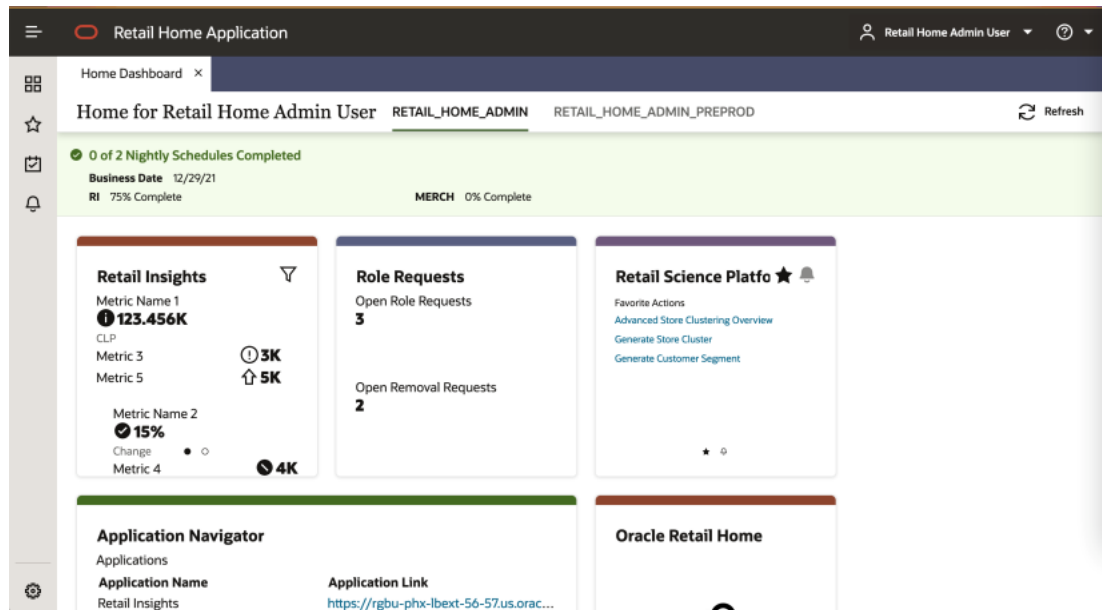 Retail Home Application
Retail Home Admin User
Home Dashboard ×
Home for Retail Home Admin User RETAIL_HOME_ADMIN RETAIL_HOME_ADMIN_PREPROD Refresh
0 of 2 Nightly Schedules Completed
Business Date 12/29/21
RI 75% Complete MERCH 0% Complete
Retail Insights
Metric Name 1
123.456K
CLP
Metric 3 3K
Metric 5 5K
Metric Name 2
15%
Change
Metric 4 4K
Role Requests
Open Role Requests
3
Open Removal Requests
2
Retail Science Platfo
Favorite Actions
Advanced Store Clustering Overview
Generate Store Cluster
Generate Customer Segment
Application Navigator
Applications
Application Name Application Link
Retail Insights https://rgbu-phx-lbext-56-57.us.orac...
Oracle Retail Home